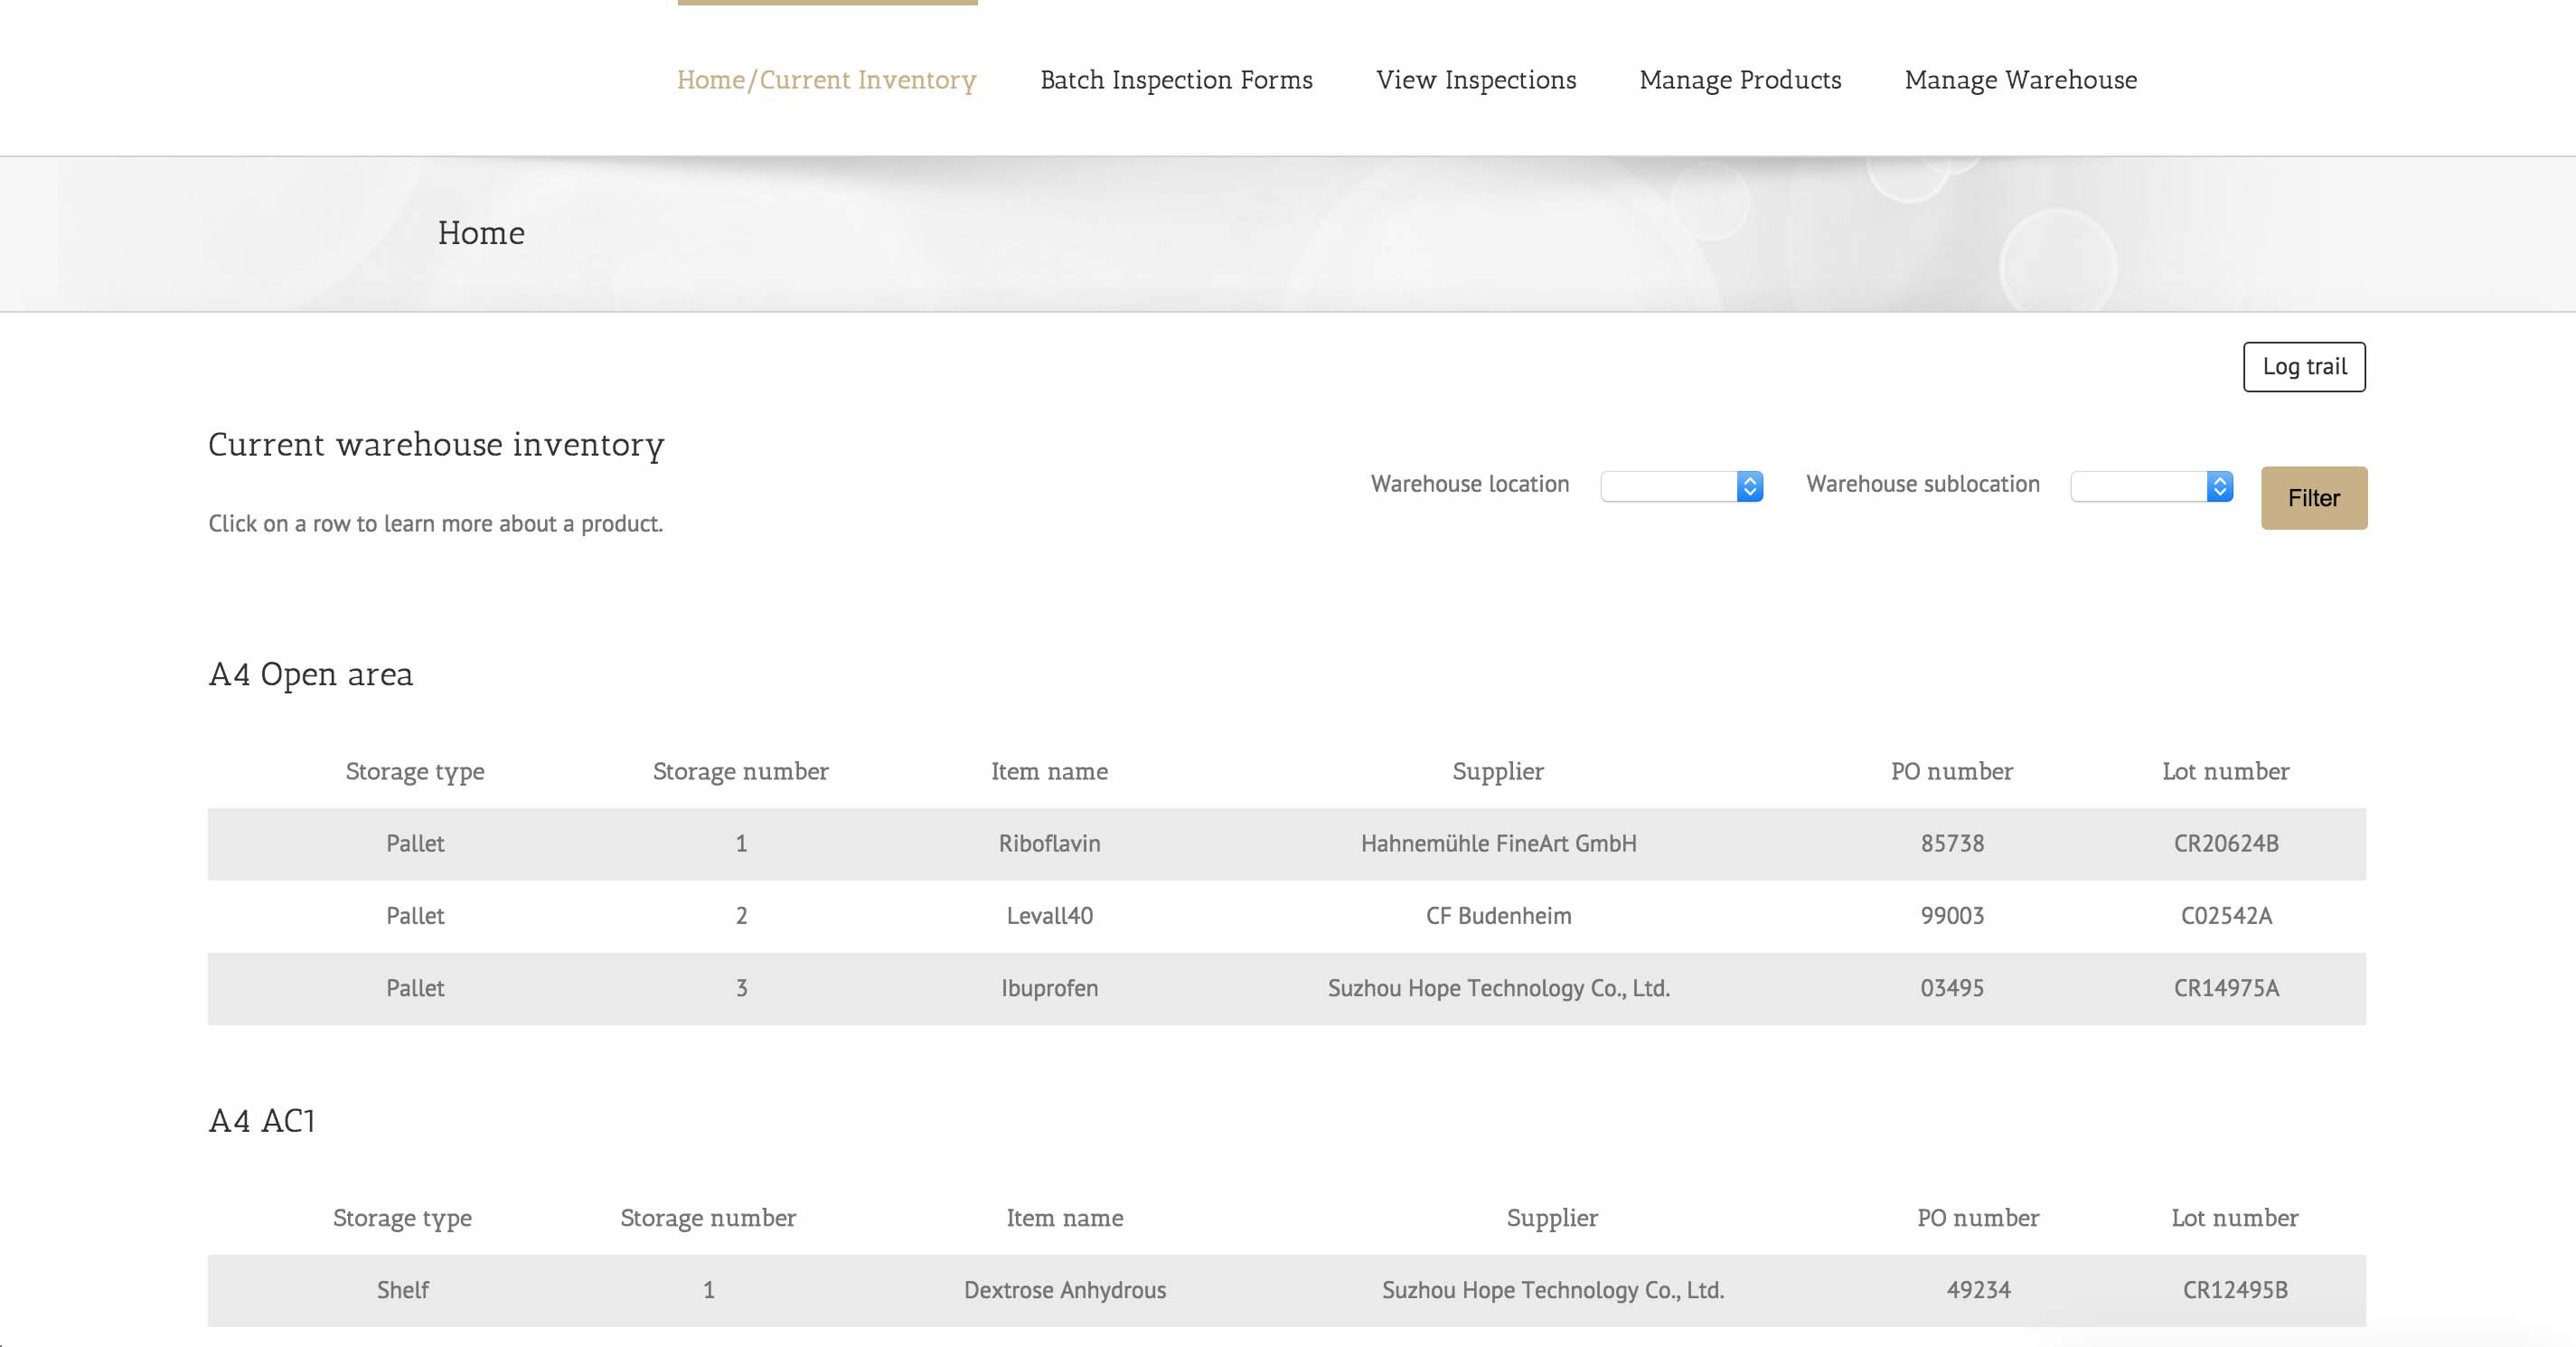 Home/Current Inventory Batch Inspection Forms View Inspections Manage Products Manage Warehouse
Home
Log trail
Current warehouse inventory
Warehouse location Warehouse sublocation Filter
Click on a row to learn more about a product.
A4 Open area
Storage type Storage number Item name Supplier PO number Lot number
Pallet 1 Riboflavin Hahnemühle FineArt GmbH 85738 CR20624B
Pallet 2 Levall40 CF Budenheim 99003 C02542A
Pallet 3 Ibuprofen Suzhou Hope Technology Co., Ltd. 03495 CR14975A
A4 AC1
Storage type Storage number Item name Supplier PO number Lot number
Shelf 1 Dextrose Anhydrous Suzhou Hope Technology Co., Ltd. 49234 CR12495B